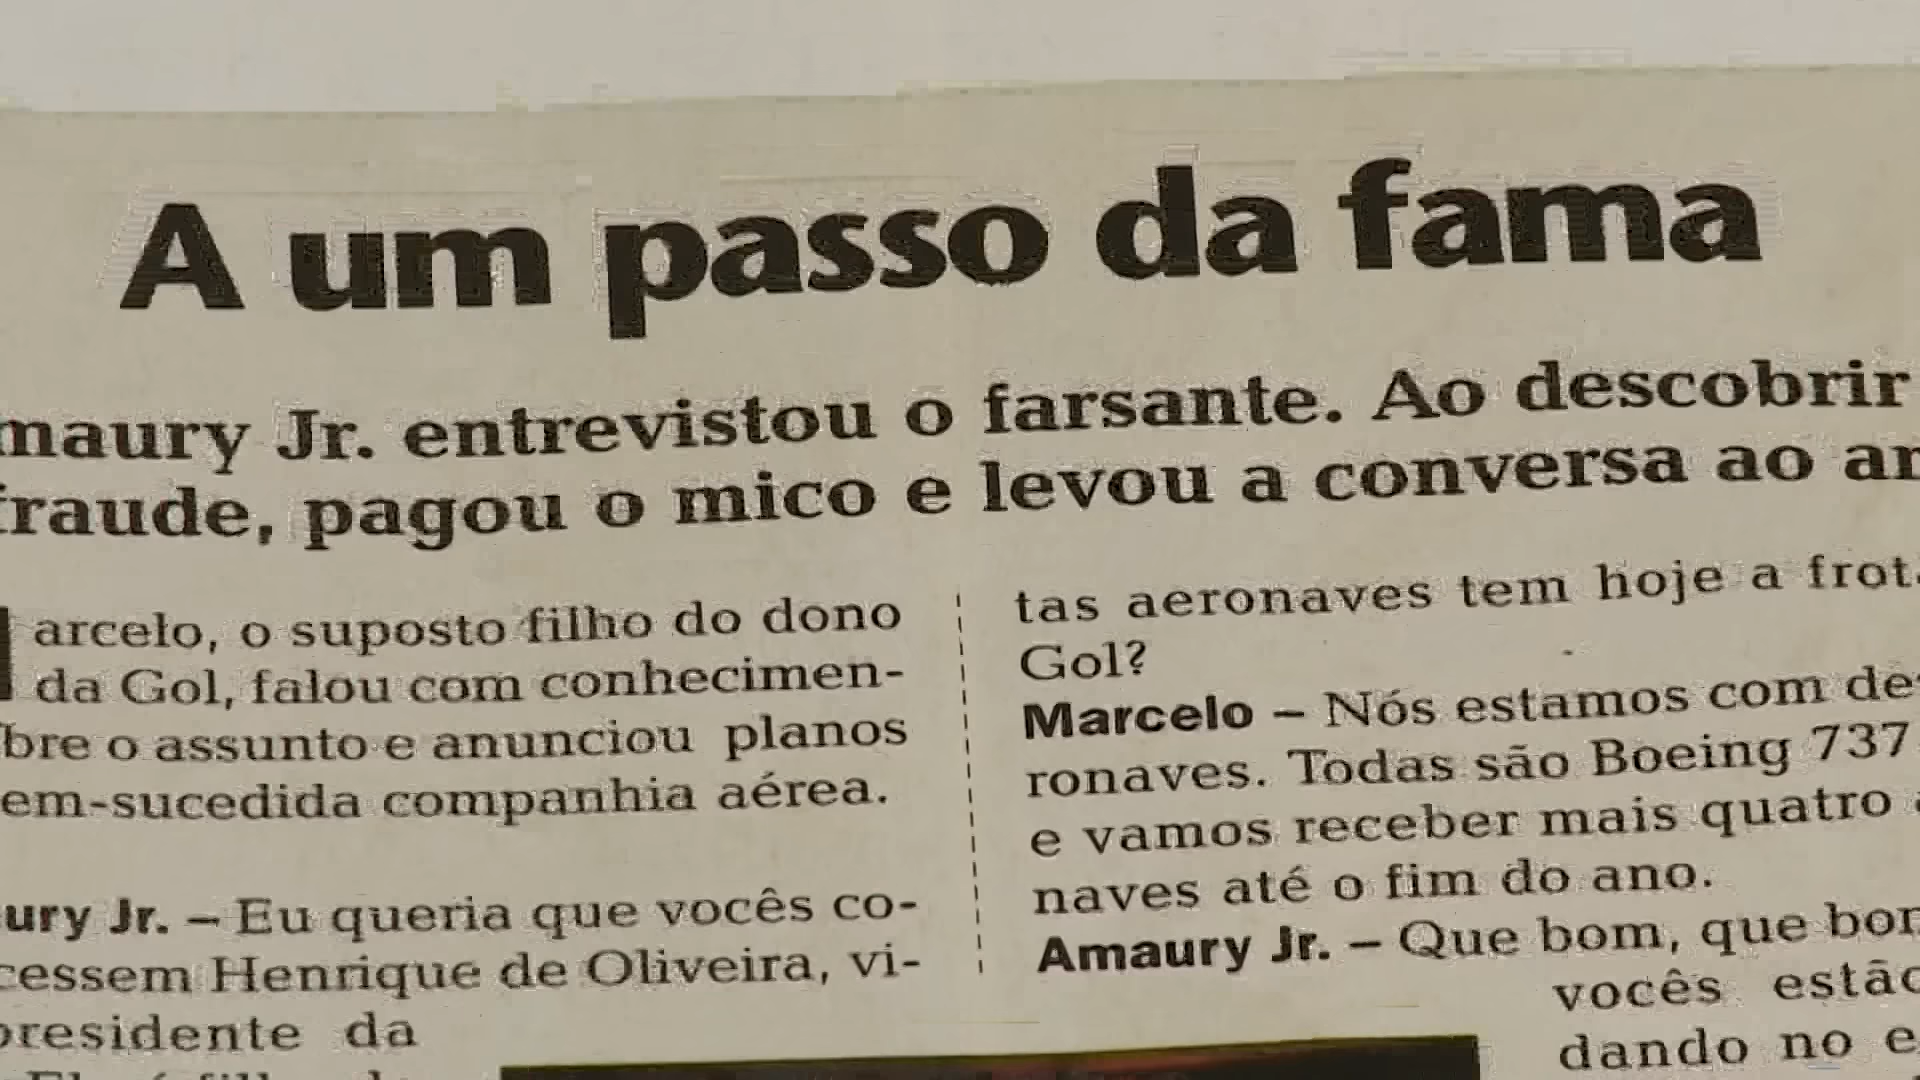 A um passo da fama
maury Jr. entrevistou o farsante. Ao descobrir
fraude, pagou o mico e levou a conversa ao ar
arcelo, o suposto filho do dono
da Gol, falou com conhecimen-
bre o assunto e anunciou planos
em-sucedida companhia aérea.
ury Jr. – Eu queria que vocês co-
cessem Henrique de Oliveira, vi-
presidente da
tas aeronaves tem hoje a frot
Gol?
Marcelo – Nós estamos com de
ronaves. Todas são Boeing 737
e vamos receber mais quatro
naves até o fim do ano.
Amaury Jr. – Que bom, que bom
vocês estão
dando no e